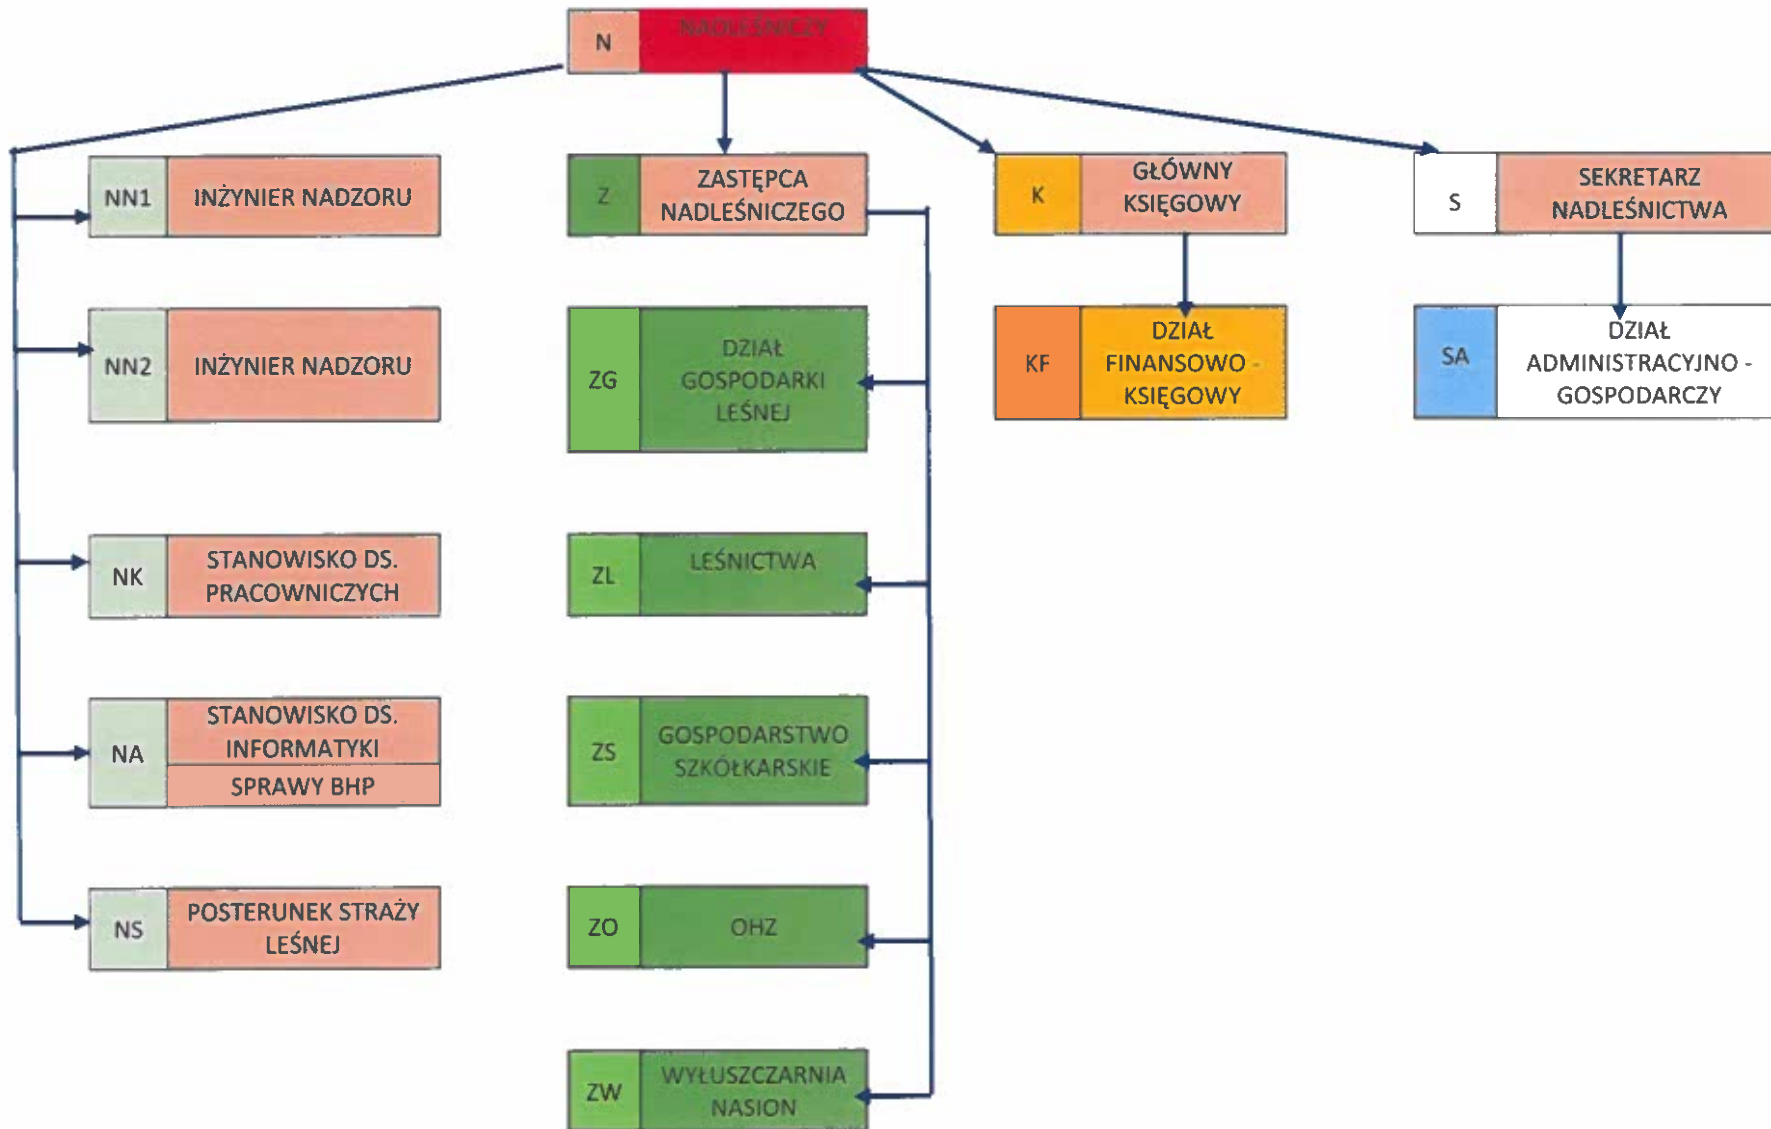 N
NADLEŚNICZY
NN1
INŻYNIER NADZORU
NN2
INŻYNIER NADZORU
NK
STANOWISKO DS.
PRACOWNICZYCH
NA
STANOWISKO DS.
INFORMATYKI
SPRAWY BHP
NS
POSTERUNEK STRAŻY
LEŚNEJ
Z
ZASTĘPCA
NADLEŚNICZEGO
ZG
DZIAŁ
GOSPODARKI
LEŚNEJ
ZL
LEŚNICTWA
ZS
GOSPODARSTWO
SZKÓŁKARSKIE
ZO
OHZ
ZW
WYŁUSZCZARNIA
NASION
K
GŁÓWNY
KSIĘGOWY
KF
DZIAŁ
FINANSOWO -
KSIĘGOWY
S
SEKRETARZ
NADLEŚNICTWA
SA
DZIAŁ
ADMINISTRACYJNO -
GOSPODARCZY